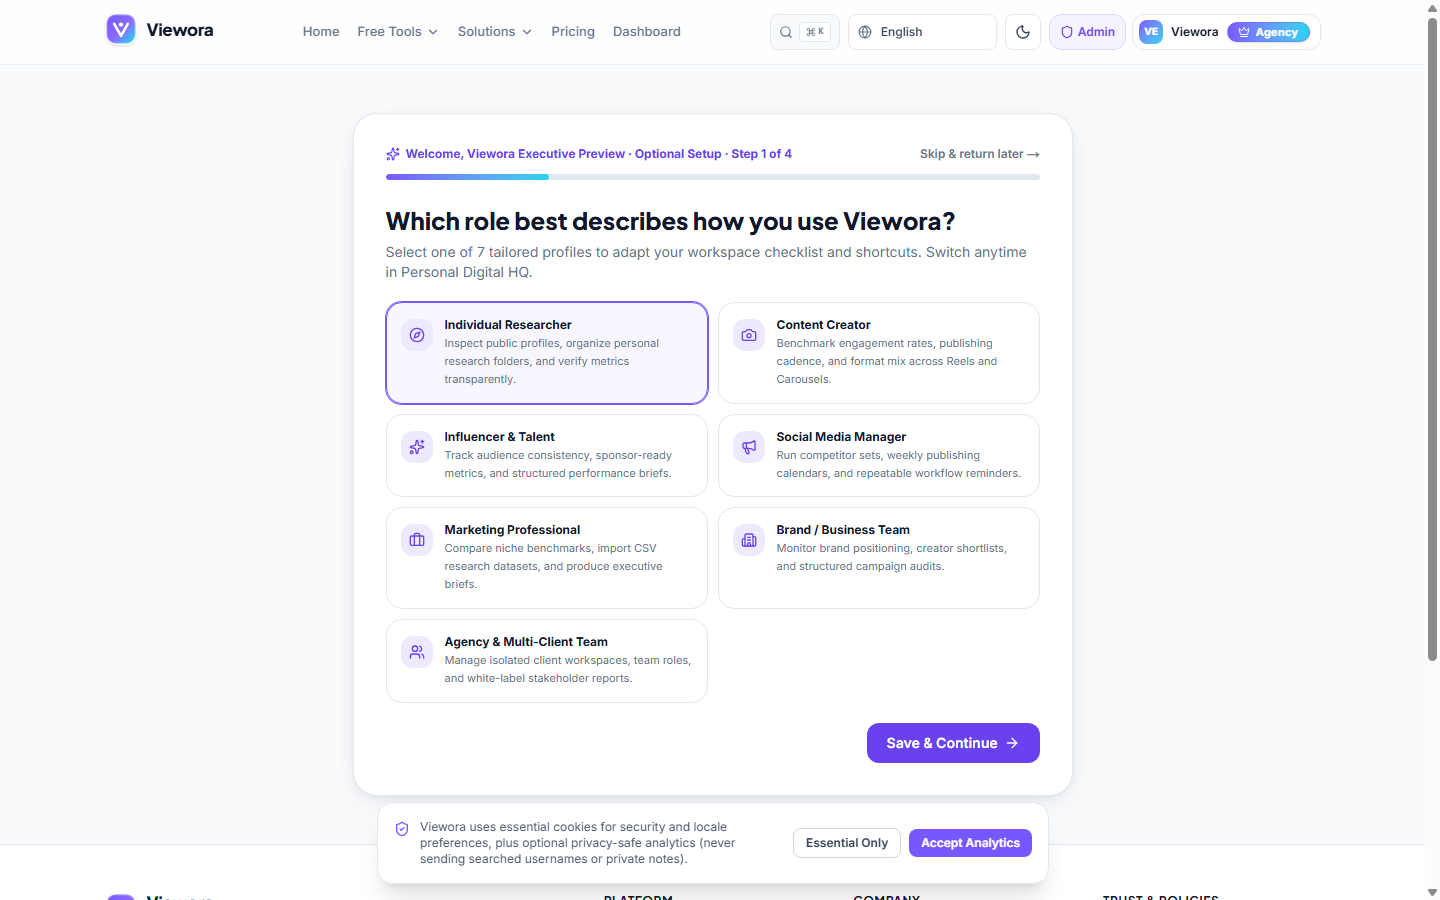 Viewora
Home
Free Tools
Solutions
Pricing
Dashboard
⌘ K
English
Admin
VE
Viewora
Agency
Welcome, Viewora Executive Preview · Optional Setup · Step 1 of 4
Skip & return later →
Which role best describes how you use Viewora?
Select one of 7 tailored profiles to adapt your workspace checklist and shortcuts. Switch anytime
in Personal Digital HQ.
Individual Researcher
Inspect public profiles, organize personal
research folders, and verify metrics
transparently.
Content Creator
Benchmark engagement rates, publishing
cadence, and format mix across Reels and
Carousels.
Influencer & Talent
Track audience consistency, sponsor-ready
metrics, and structured performance briefs.
Social Media Manager
Run competitor sets, weekly publishing
calendars, and repeatable workflow reminders.
Marketing Professional
Compare niche benchmarks, import CSV
research datasets, and produce executive
briefs.
Brand / Business Team
Monitor brand positioning, creator shortlists,
and structured campaign audits.
Agency & Multi-Client Team
Manage isolated client workspaces, team roles,
and white-label stakeholder reports.
Save & Continue →
Viewora uses essential cookies for security and locale
preferences, plus optional privacy-safe analytics (never
sending searched usernames or private notes).
Essential Only
Accept Analytics
Viewora
PLATFORM
COMPANY
TRUST & POLICIES